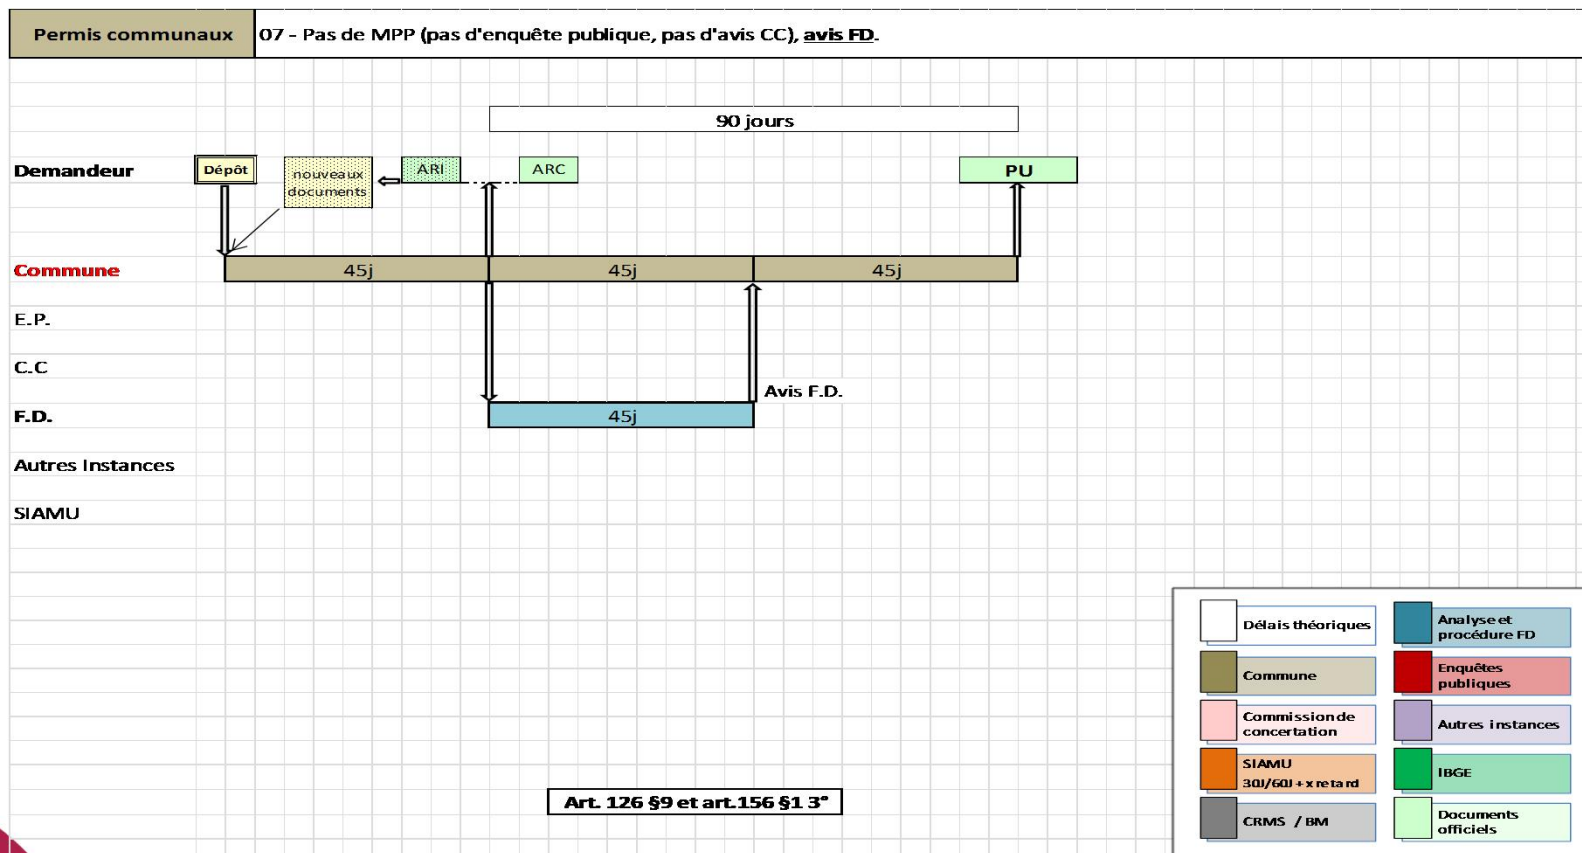 Permis communaux
07 - Pas de MPP (pas d'enquête publique, pas d'avis CC), avis FD.
90 jours
Demandeur
Dépôt
nouveaux
documents
ARI
ARC
PU
Commune
45j
45j
45j
E.P.
C.C
Avis F.D.
F.D.
45j
Autres Instances
SIAMU
Délais théoriques
Analyse et
procédure FD
Commune
Enquêtes
publiques
Commission de
concertation
Autres instances
SIAMU
30J/60J + x retard
IBGE
CRMS / BM
Documents
officiels
Art. 126 §9 et art.156 §1 3°